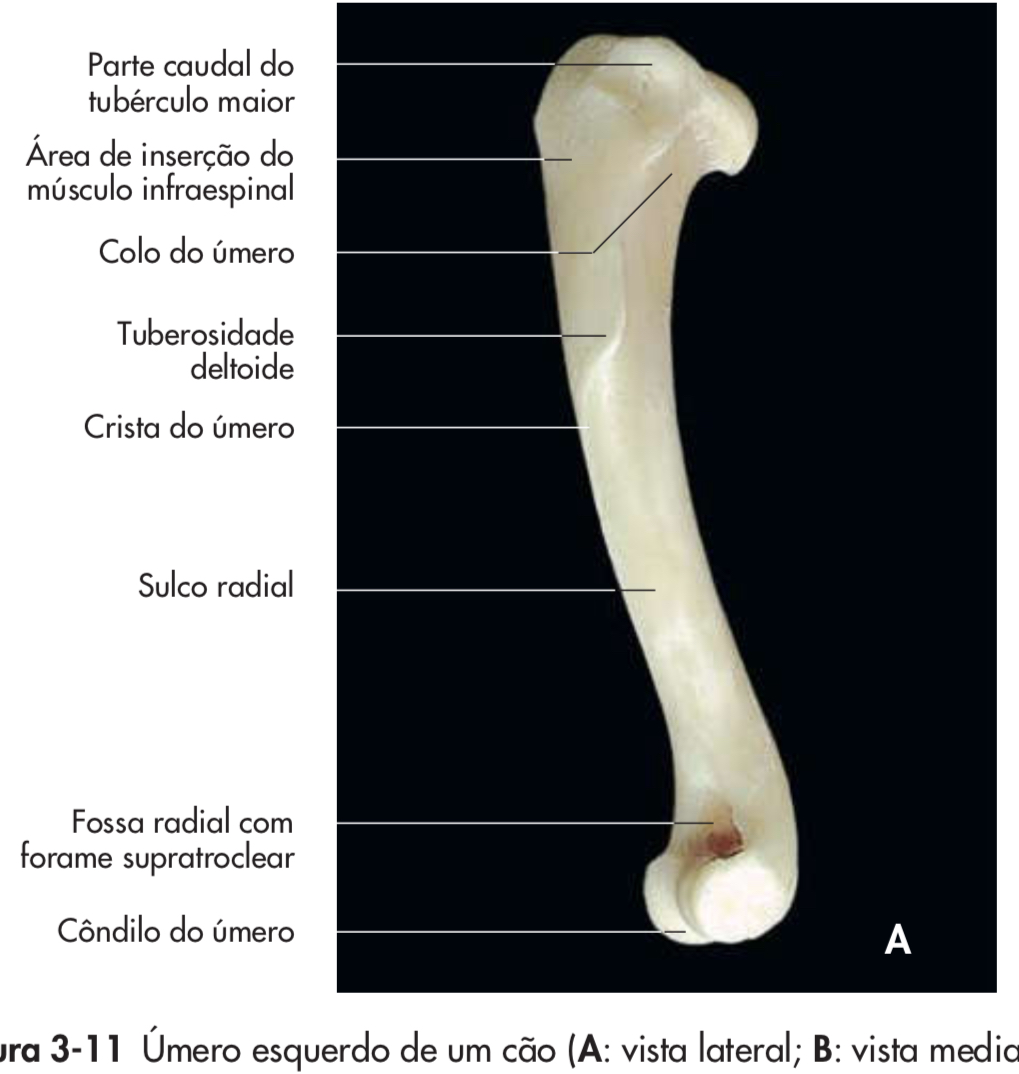 Parte caudal do
tubérculo maior
Área de inserção do
músculo infraespinal
Colo do úmero
Tuberosidade
deltoide
Crista do úmero
Sulco radial
Fossa radial com
forame supratroclear
Côndilo do úmero
A
ura 3-11 Úmero esquerdo de um cão (A: vista lateral; B: vista media